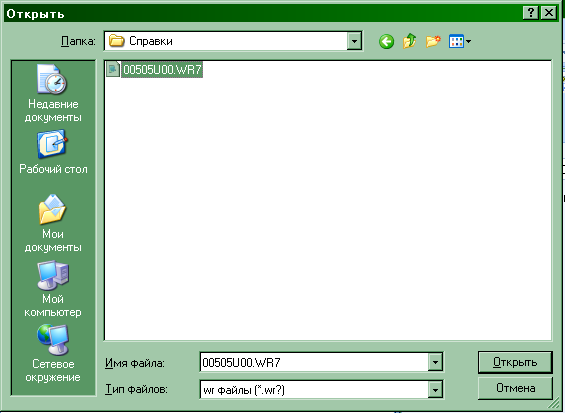 Открыть
Папка: Справки
00505U00.WR7
Недавние
документы
Рабочий стол
Мои
документы
Мой
компьютер
Сетевое
окружение
Имя файла: 00505U00.WR7 Открыть
Тип файлов: wr файлы (*.wr?) Отмена